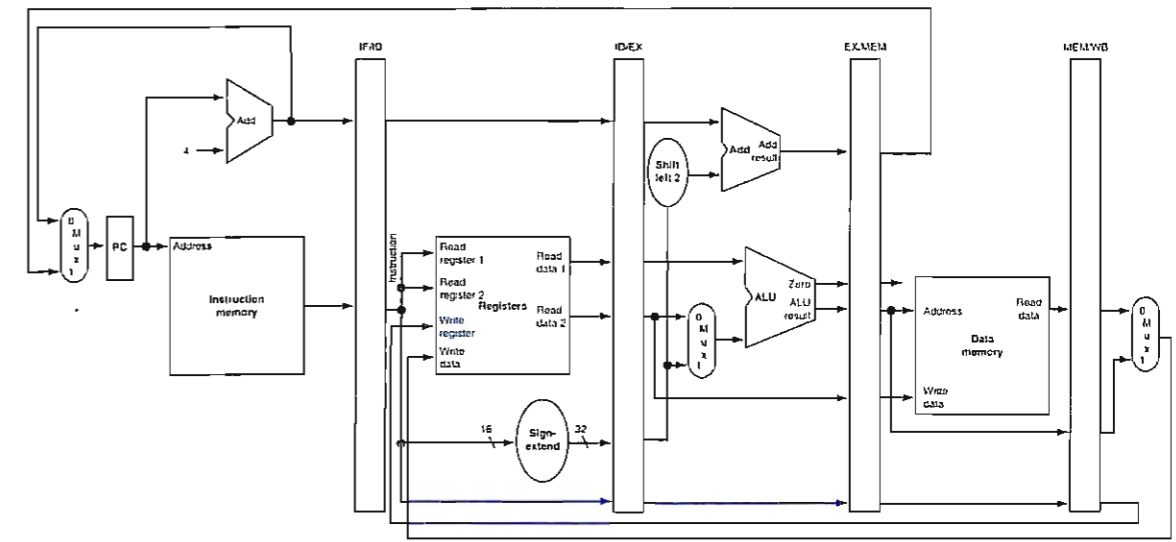 IF/ID
ID/EX
EX/MEM
MEM/WB
Add
4
Shift
left 2
Add
Add
result
0
M
u
x
1
PC
Address
Instruction
memory
Instruction
Read
register 1
Read
register 2
Write
register
Write
data
Registers
Read
data 1
Read
data 2
0
M
u
x
1
ALU
Zero
ALU
result
Address
Data
memory
Write
data
Read
data
0
M
u
x
1
16
Sign-
extend
32